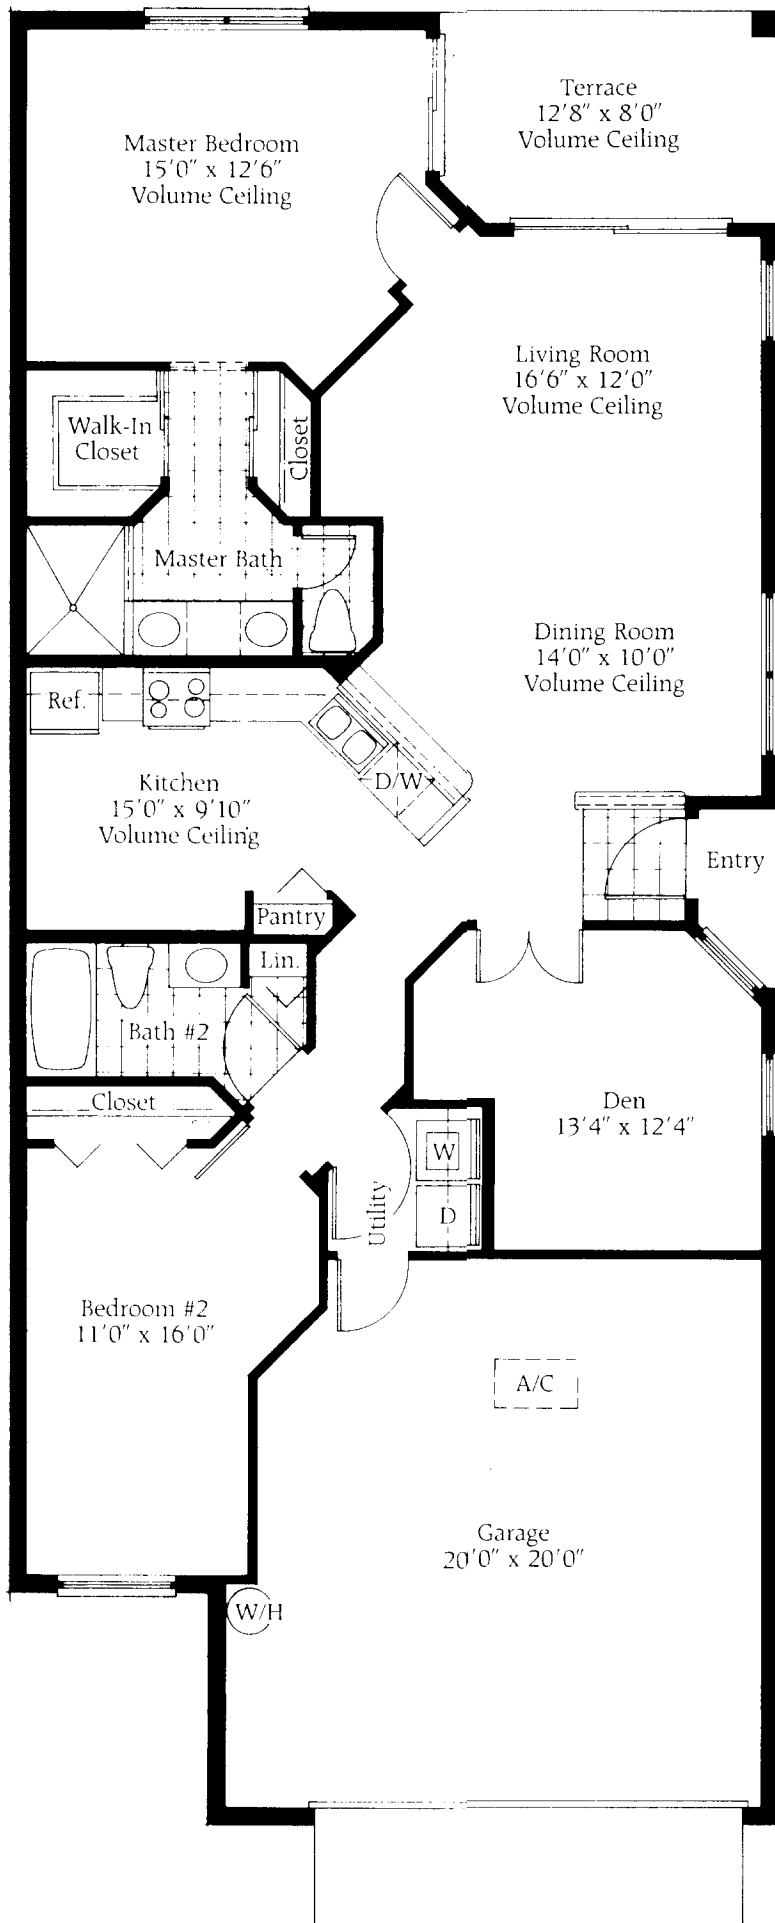 Terrace
12'8" x 8'0"
Volume Ceiling
Master Bedroom
15'0" x 12'6"
Volume Ceiling
Living Room
16'6" x 12'0"
Volume Ceiling
Walk-In
Closet
Closet
Master Bath
Dining Room
14'0" x 10'0"
Volume Ceiling
Ref.
D/W
Kitchen
15'0" x 9'10"
Volume Ceiling
Entry
Pantry
Lin.
Bath #2
Closet
Den
13'4" x 12'4"
W
D
Utility
Bedroom #2
11'0" x 16'0"
A/C
Garage
20'0" x 20'0"
W/H